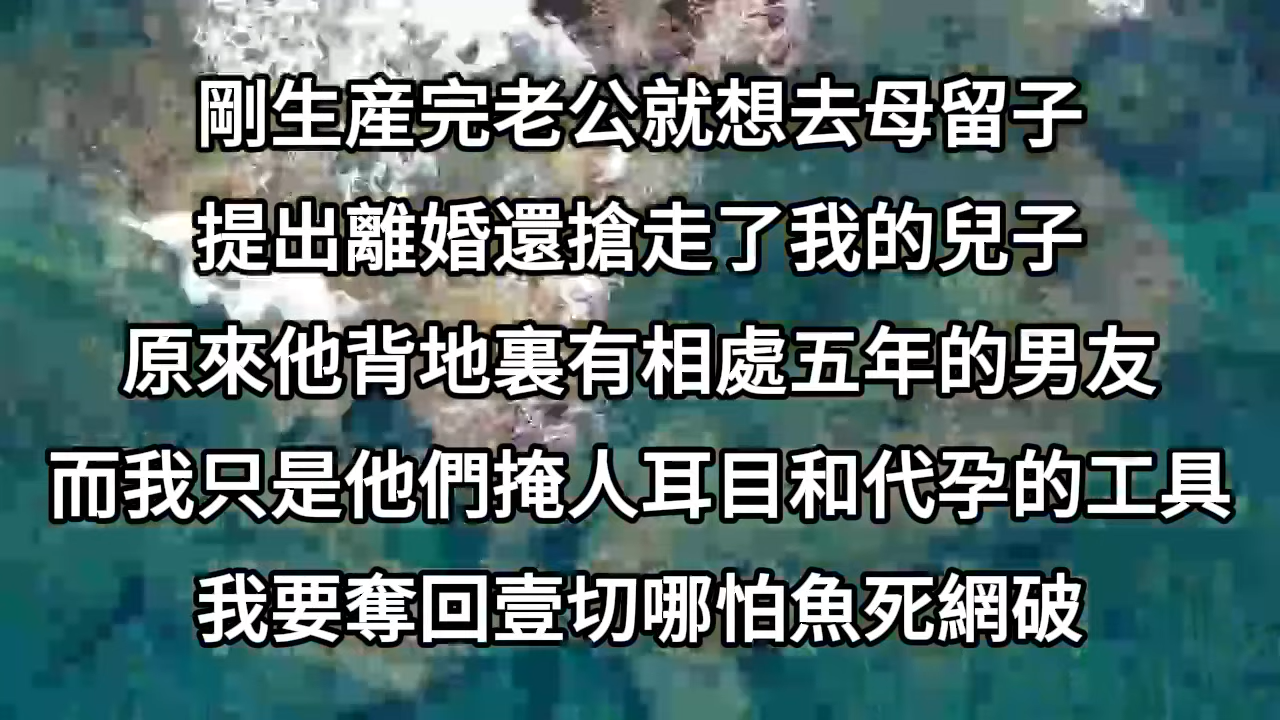 剛生産完老公就想去母留子
提出離婚還搶走了我的兒子
原來他背地裏有相處五年的男友
而我只是他們掩人耳目和代孕的工具
我要奪回壹切哪怕魚死網破